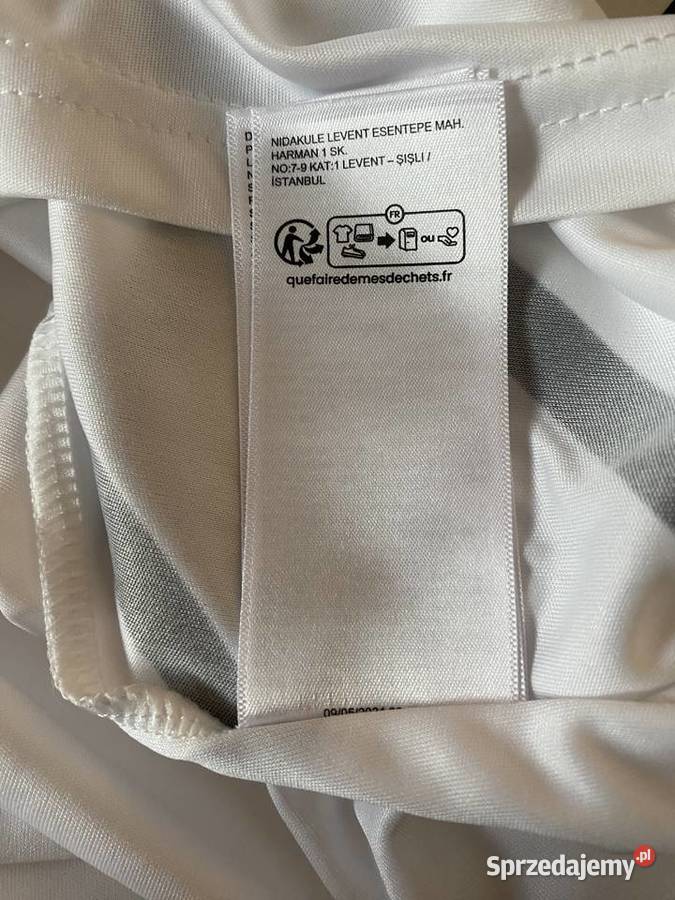 NIDAKULE LEVENT ESENTEPE MAH.
HARMAN 1 SK.
NO:7-9 KAT:1 LEVENT – ŞIŞLI /
İSTANBUL
FR
ou
quefairedemesdechets.fr
Sprzedajemy.pl